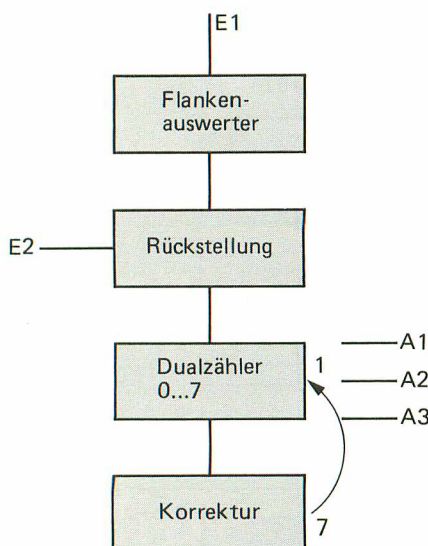 E1
Flanken-
auswerter
E2
Rückstellung
Dualzähler
0...7
1
A1
A2
A3
Korrektur
7